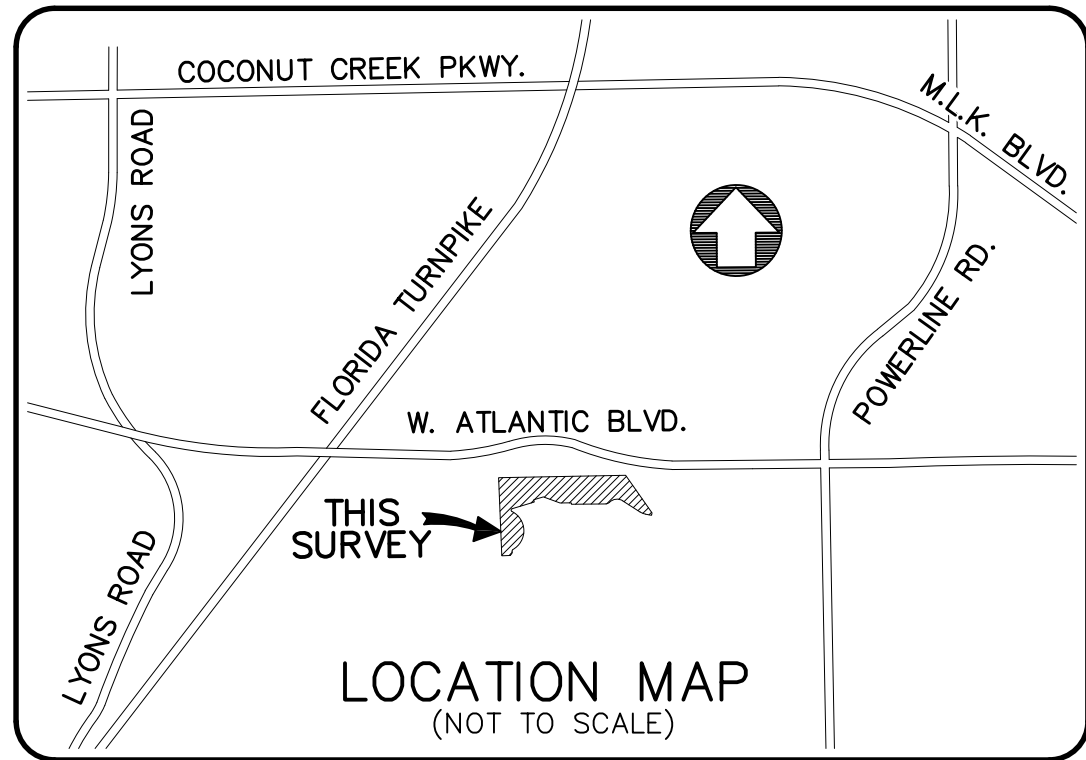 COCONUT CREEK PKWY.
M.L.K. BLVD.
LYONS ROAD
FLORIDA TURNPIKE
POWERLINE RD.
W. ATLANTIC BLVD.
THIS
SURVEY
LYONS ROAD
LOCATION MAP
(NOT TO SCALE)